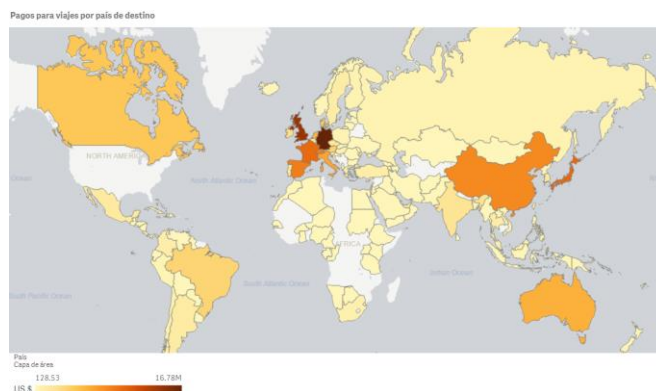 Pagos para viajes por país de destino
NORTH AMERICA
Ocean
North Atlantic Ocean
AFRICA
Indian Ocean
South Pacific Ocean
South Atlantic Ocean
País
Capa de área
128.53 16.78M
US $